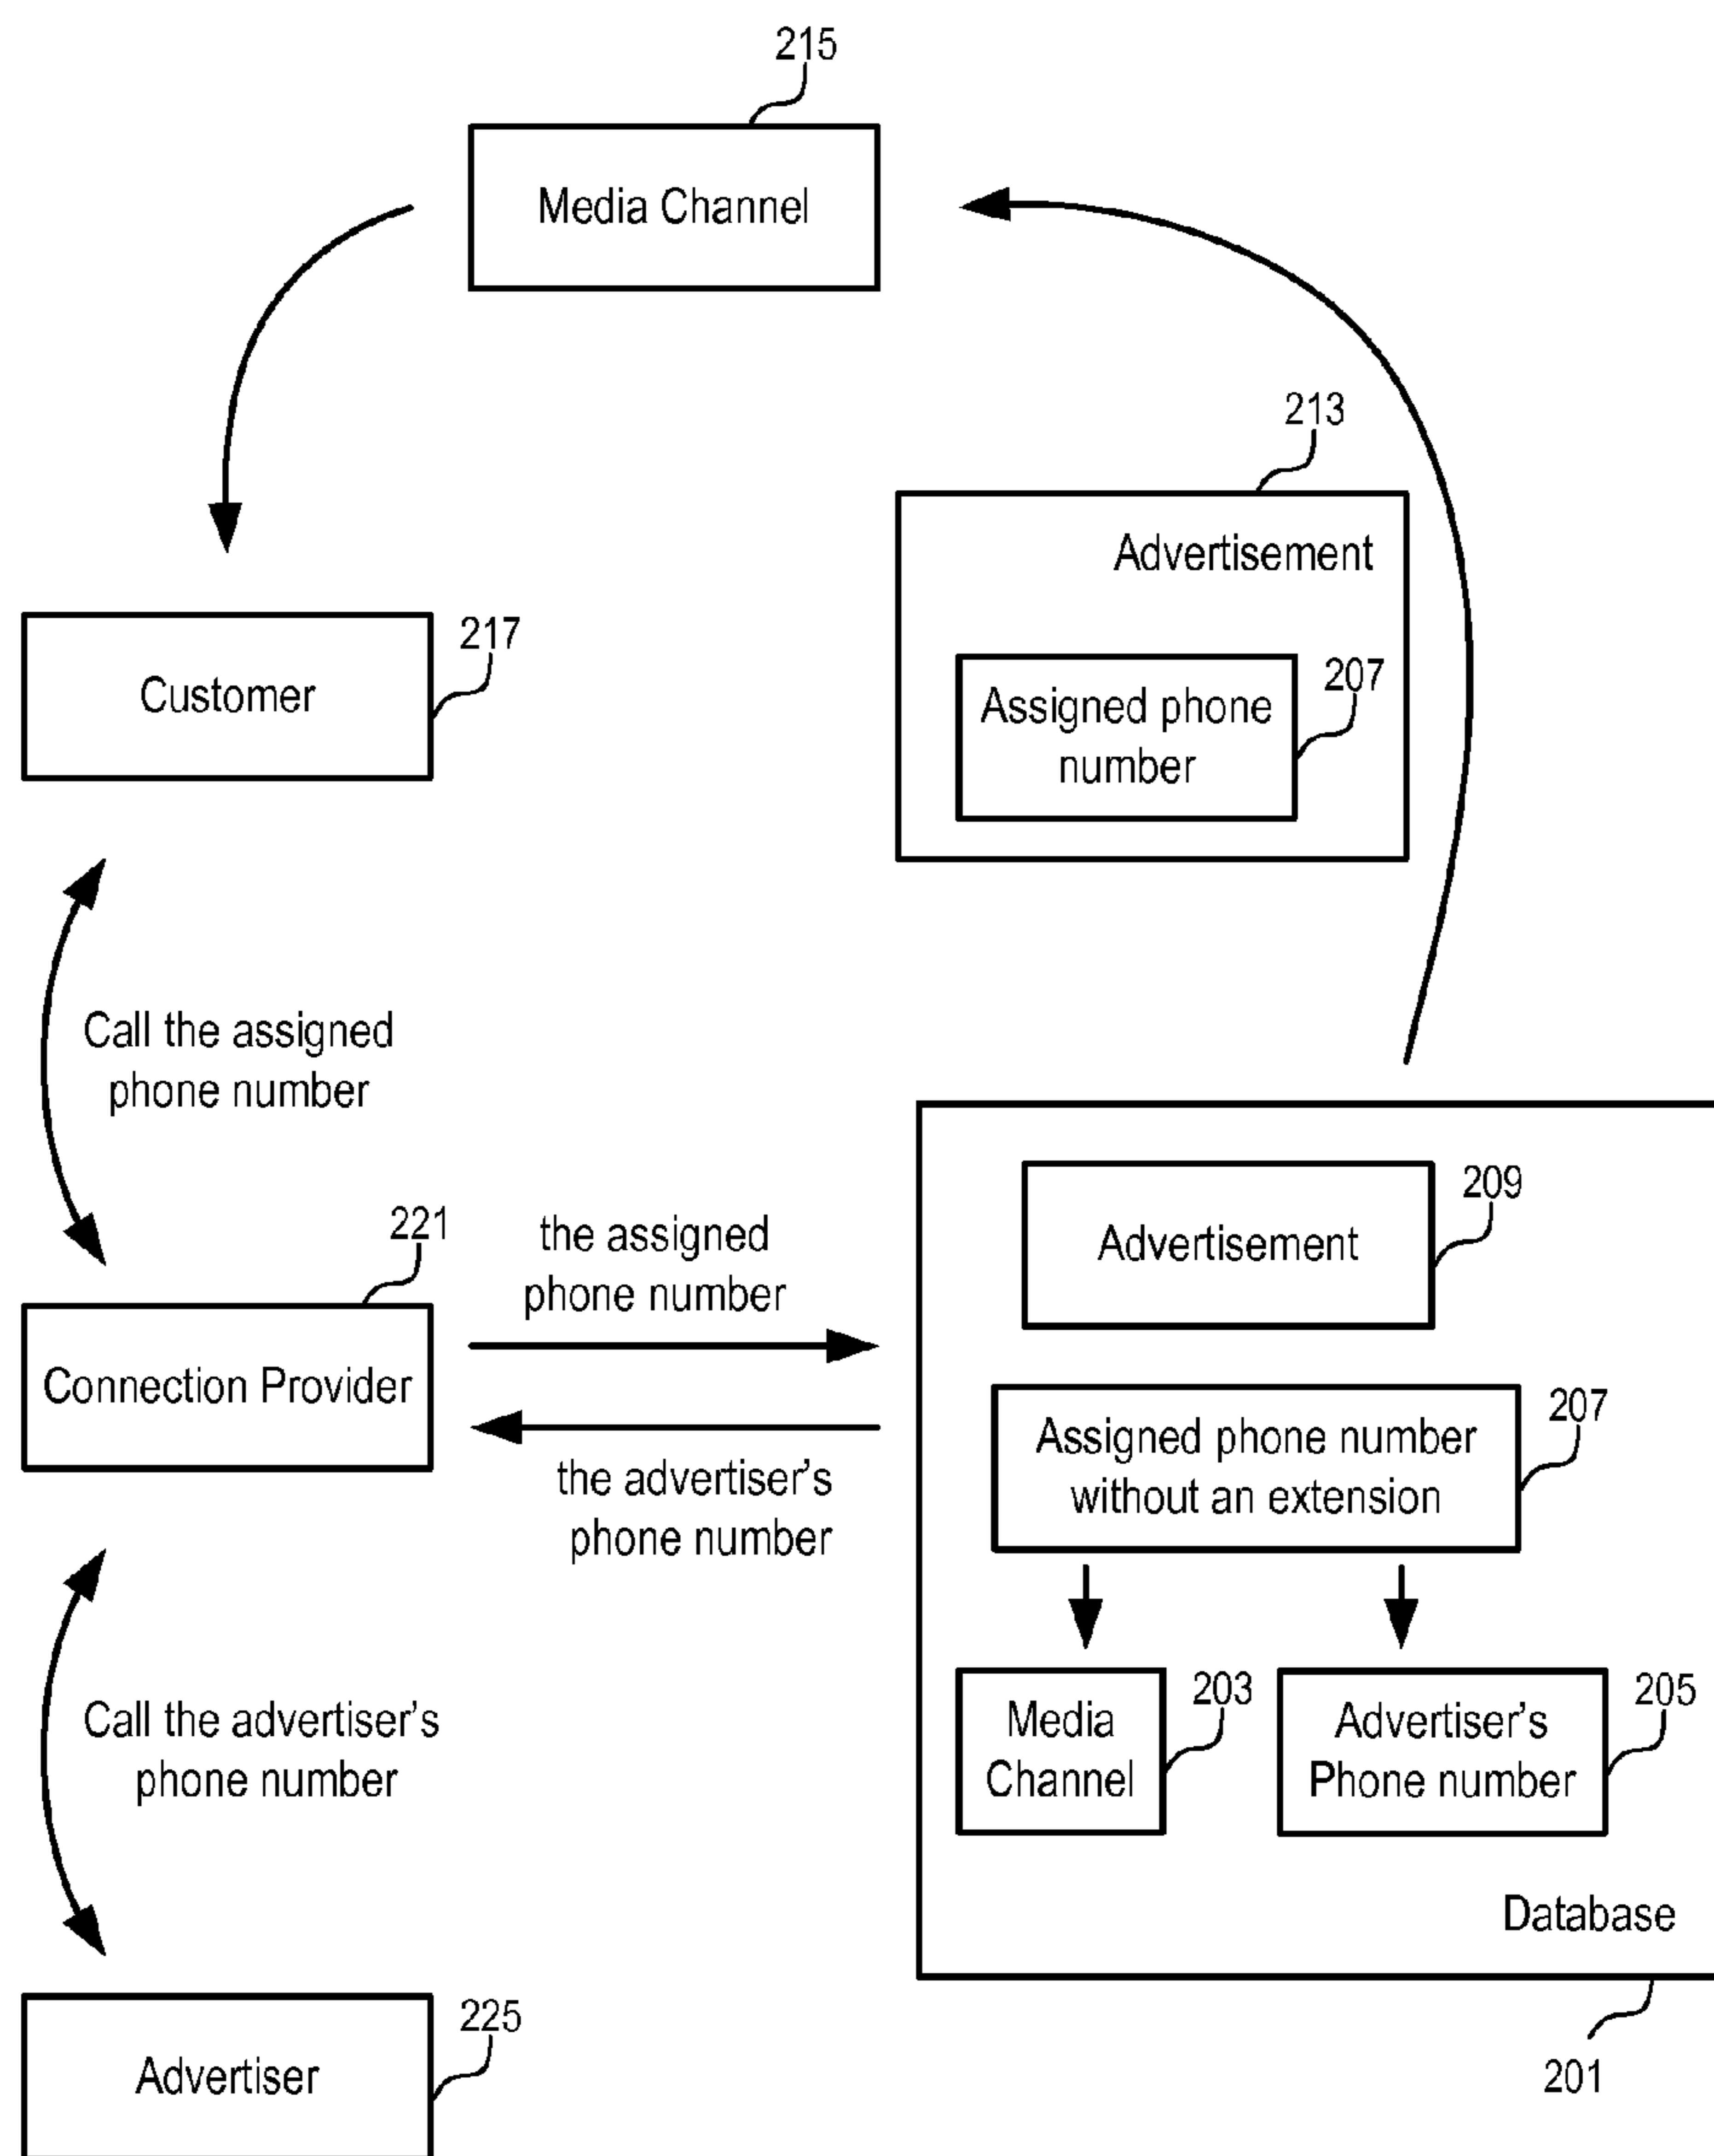 215
Media Channel
213
Advertisement
217
Customer
207
Assigned phone
number
Call the assigned
phone number
209
Advertisement
221
the assigned
phone number
Connection Provider
207
Assigned phone number
without an extension
the advertiser's
phone number
203
Media
Channel
205
Advertiser's
Phone number
Call the advertiser's
phone number
Database
225
Advertiser
201